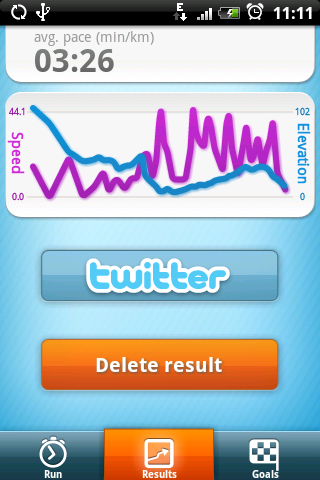 E
11:11
avg. pace (min/km)
03:26
44.1
102
Speed
Elevation
0.0
0
twitter
Delete result
Run
Results
Goals